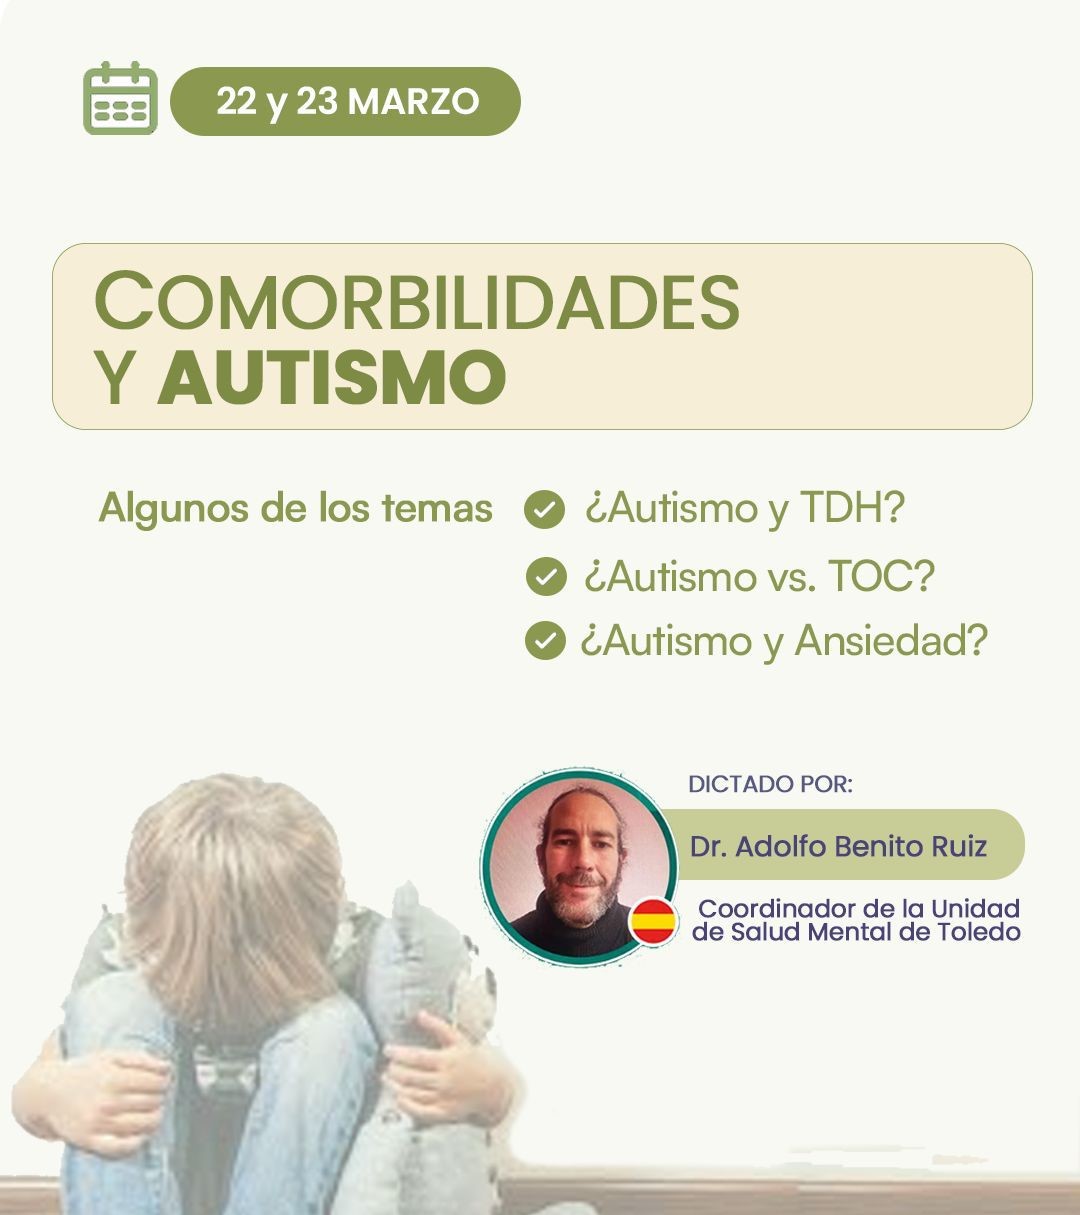 22 y 23 MARZO
COMORBILIDADES
Y AUTISMO
Algunos de los temas
¿Autismo y TDH?
¿Autismo vs. TOC?
¿Autismo y Ansiedad?
DICTADO POR:
Dr. Adolfo Benito Ruiz
Coordinador de la Unidad
de Salud Mental de Toledo